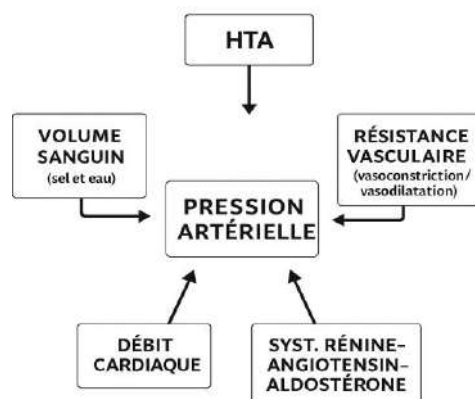 HTA
VOLUME
SANGUIN
(sel et eau)
RÉSISTANCE
VASCULAIRE
(vasoconstriction/
vasodilatation)
PRESSION
ARTÉRIELLE
DÉBIT
CARDIAQUE
SYST. RÉNINE–
ANGIOTENSIN–
ALDOSTÉRONE